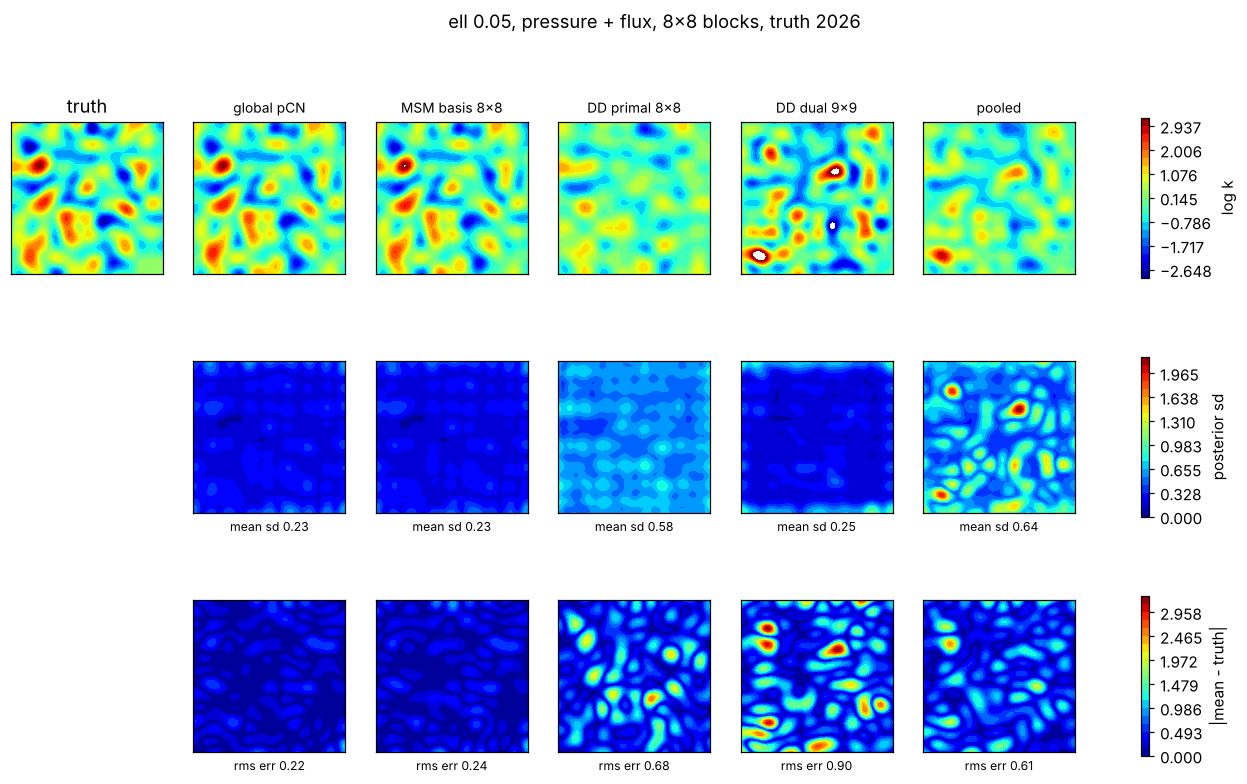 ell 0.05, pressure + flux, 8×8 blocks, truth 2026
truth
global pCN
MSM basis 8×8
DD primal 8×8
DD dual 9×9
pooled
2.937
2.006
1.076
0.145
−0.786
−1.717
−2.648
log k
1.965
1.638
1.310
0.983
0.655
0.328
0.000
posterior sd
mean sd 0.23
mean sd 0.23
mean sd 0.58
mean sd 0.25
mean sd 0.64
2.958
2.465
1.972
1.479
0.986
0.493
0.000
|mean - truth|
rms err 0.22
rms err 0.24
rms err 0.68
rms err 0.90
rms err 0.61